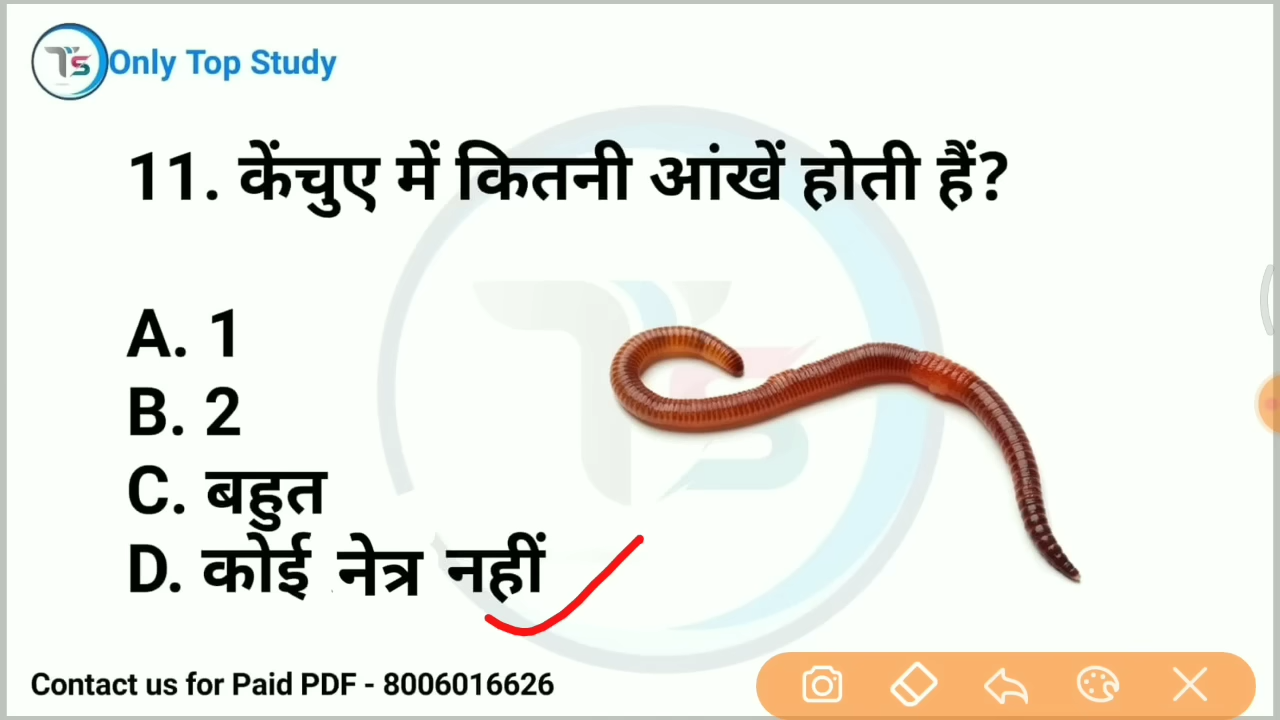 Only Top Study
11. केंचुए में कितनी आंखें होती हैं?
A. 1
B. 2
C. बहुत
D. कोई नेत्र नहीं
Contact us for Paid PDF - 8006016626